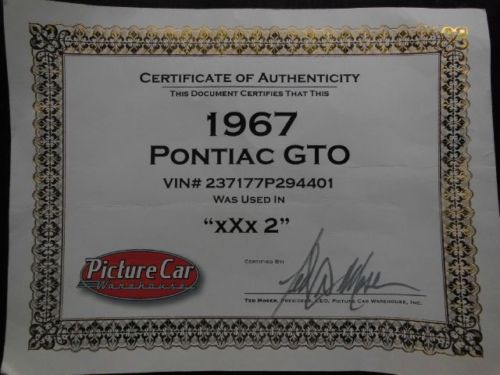 CERTIFICATE OF AUTHENTICITY
THIS DOCUMENT CERTIFIES THAT THIS
1967
PONTIAC GTO
VIN# 237177P294401
WAS USED IN
“xXx 2”
Picture Car
Warehouse
CERTIFIED BY:
TED MOSER, PRESIDENT, CEO, PICTURE CAR WAREHOUSE, INC.